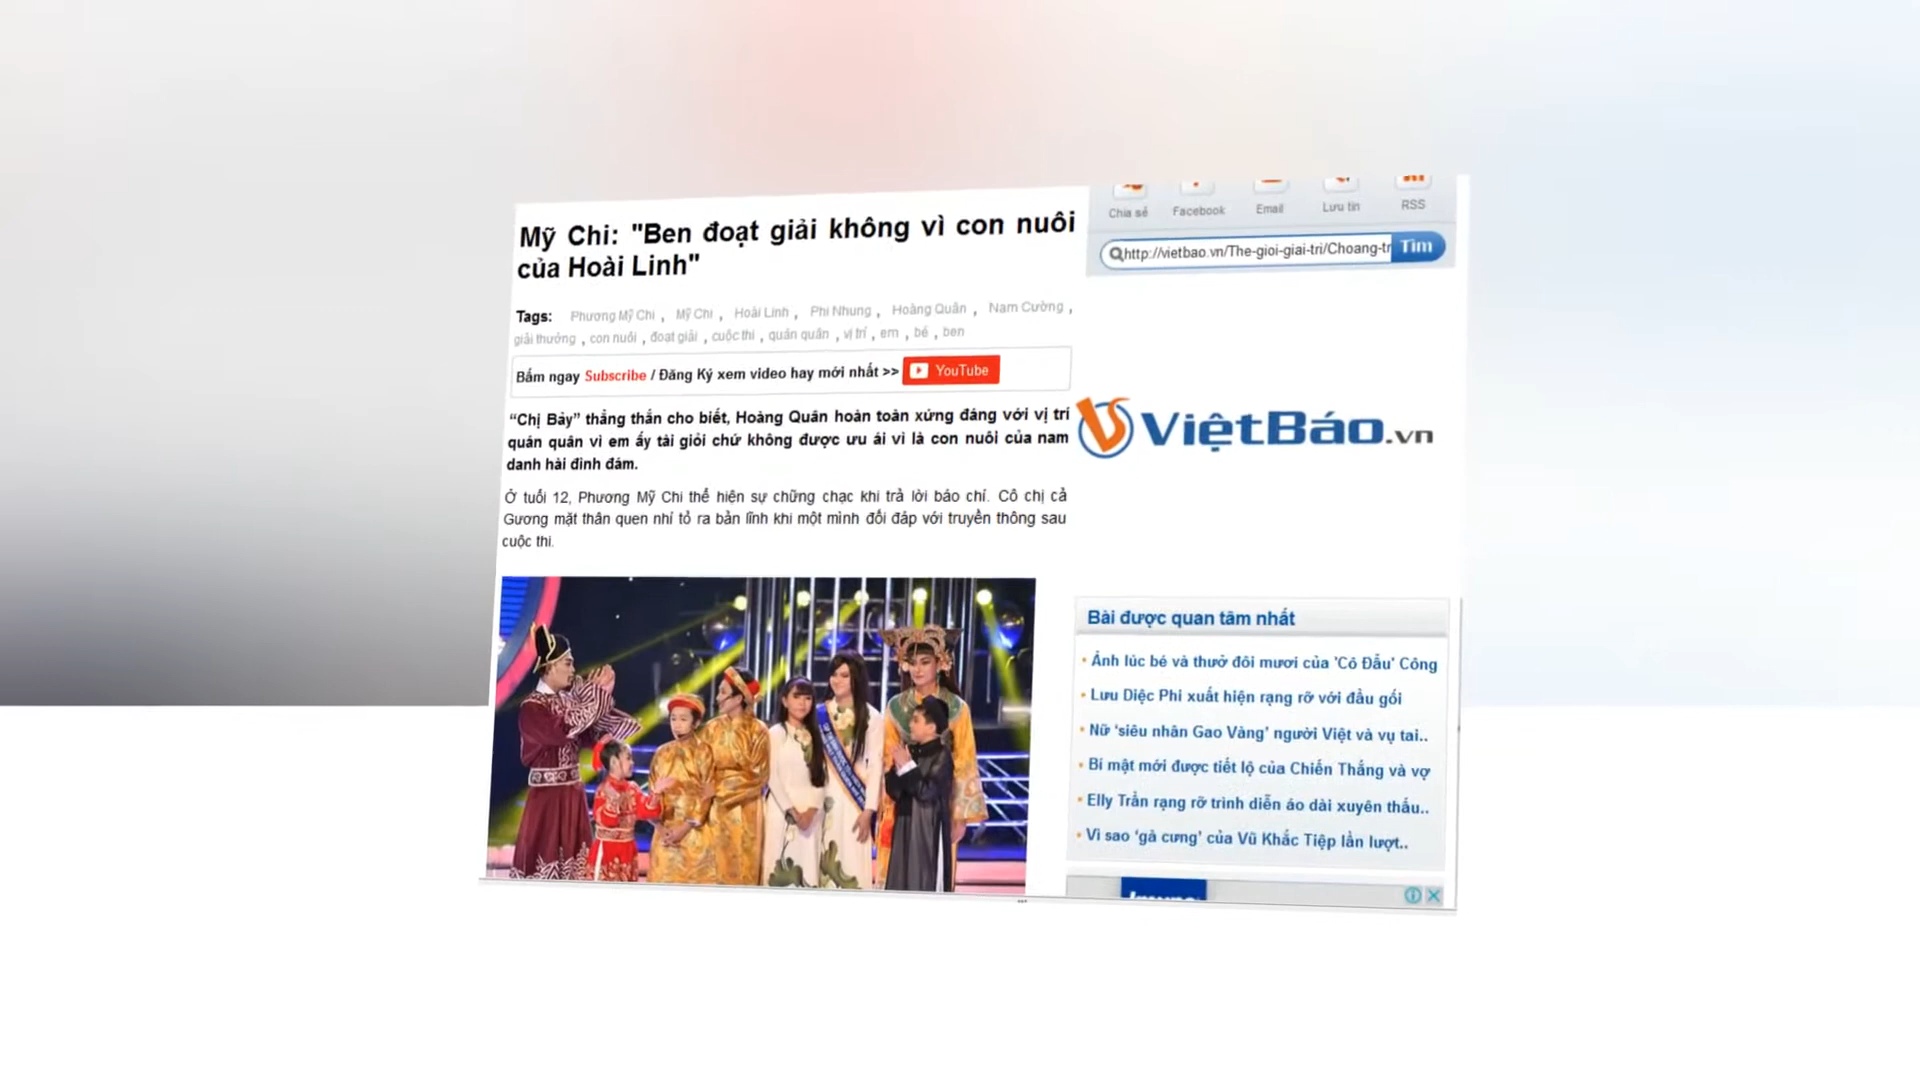 Mỹ Chi: "Ben đoạt giải không vì con nuôi
của Hoài Linh"
Tags: Phương Mỹ Chi , Mỹ Chi , Hoài Linh , Phi Nhung , Hoàng Quân , Nam Cường ,
giải thưởng , con nuôi , đoạt giải , cuộc thi , quán quân , vị trí , em , bé , ben
Bấm ngay Subscribe / Đăng Ký xem video hay mới nhất >> YouTube
“Chị Bảy” thẳng thắn cho biết, Hoàng Quân hoàn toàn xứng đáng với vị trí
quán quân vì em ấy tài giỏi chứ không được ưu ái vì là con nuôi của nam
danh hài đình đám.
Ở tuổi 12, Phương Mỹ Chi thể hiện sự chững chạc khi trả lời báo chí. Cô chị cả
Gương mặt thân quen nhí tỏ ra bản lĩnh khi một mình đối đáp với truyền thông sau
cuộc thi.
Chia sẻ Facebook Email Lưu tin RSS
http://vietbao.vn/The-gioi-giai-tri/Choang-tr Tìm
ViệtBáo.vn
Bài được quan tâm nhất
Ảnh lúc bé và thuở đôi mươi của 'Cô Đẩu' Công
Lưu Diệc Phi xuất hiện rạng rỡ với đầu gối
Nữ ‘siêu nhân Gao Vàng’ người Việt và vụ tai..
Bí mật mới được tiết lộ của Chiến Thắng và vợ
Elly Trần rạng rỡ trình diễn áo dài xuyên thấu..
Vì sao ‘gà cưng’ của Vũ Khắc Tiệp lần lượt..